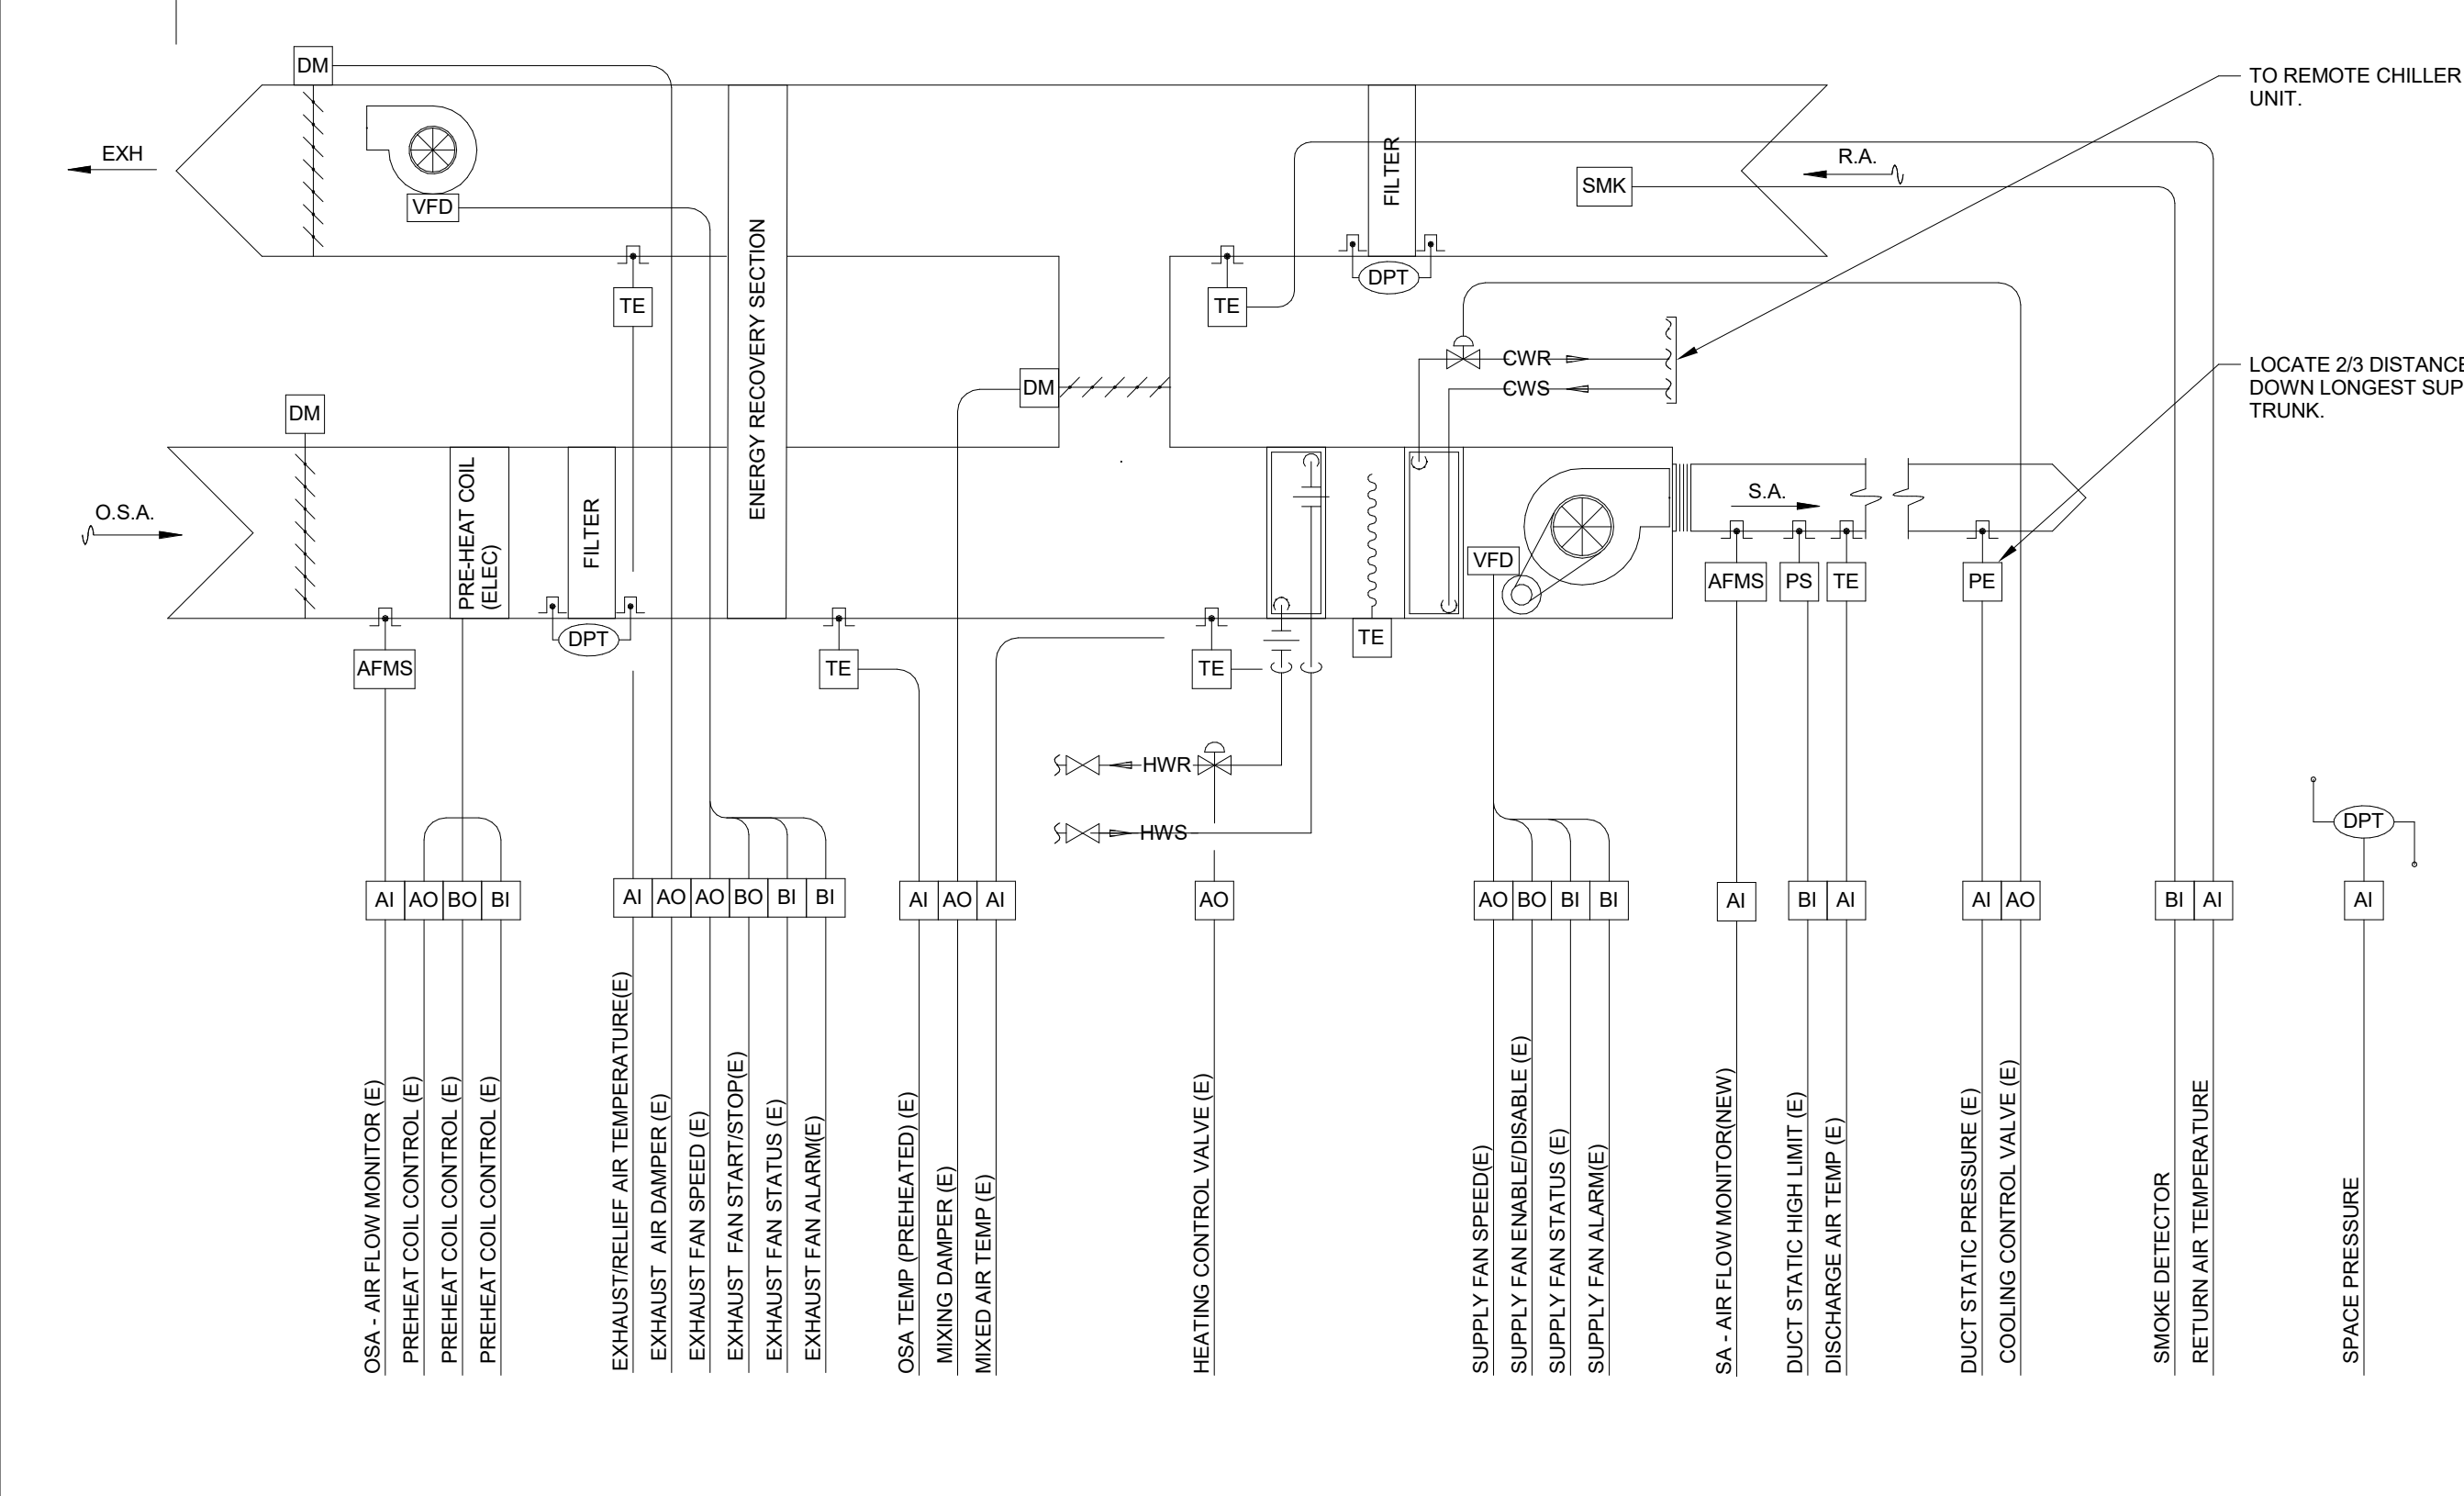 DM
TO REMOTE CHILLER
UNIT.
EXH
VFD
ENERGY RECOVERY SECTION
FILTER
SMK
R.A.
TE
TE
DPT
CWR
CWS
DM
DM
LOCATE 2/3 DISTANCE
DOWN LONGEST SUP
TRUNK.
O.S.A.
PRE-HEAT COIL
(ELEC)
FILTER
S.A.
VFD
AFMS
PS
TE
PE
DPT
AFMS
TE
TE
TE
HWR
HWS
DPT
AI
AO
BO
BI
AI
AO
AO
BO
BI
BI
AI
AO
AI
AO
AO
BO
BI
BI
AI
BI
AI
AI
AO
BI
AI
AI
OSA - AIR FLOW MONITOR (E)
PREHEAT COIL CONTROL (E)
PREHEAT COIL CONTROL (E)
PREHEAT COIL CONTROL (E)
EXHAUST/RELIEF AIR TEMPERATURE(E)
EXHAUST  AIR DAMPER (E)
EXHAUST FAN SPEED (E)
EXHAUST  FAN START/STOP(E)
EXHAUST FAN STATUS (E)
EXHAUST FAN ALARM(E)
OSA TEMP (PREHEATED) (E)
MIXING DAMPER (E)
MIXED AIR TEMP (E)
HEATING CONTROL VALVE (E)
SUPPLY FAN SPEED(E)
SUPPLY FAN ENABLE/DISABLE (E)
SUPPLY FAN STATUS (E)
SUPPLY FAN ALARM(E)
SA - AIR FLOW MONITOR(NEW)
DUCT STATIC HIGH LIMIT (E)
DISCHARGE AIR TEMP (E)
DUCT STATIC PRESSURE (E)
COOLING CONTROL VALVE (E)
SMOKE DETECTOR
RETURN AIR TEMPERATURE
SPACE PRESSURE